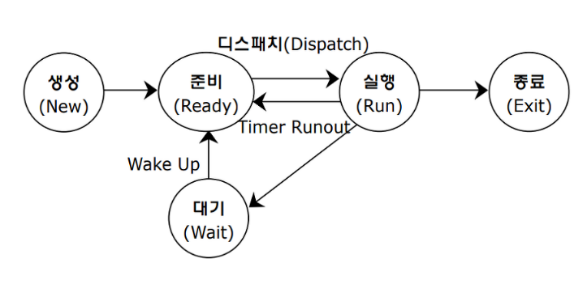 디스패치(Dispatch)
생성
(New)
준비
(Ready)
실행
(Run)
종료
(Exit)
Timer Runout
Wake Up
대기
(Wait)